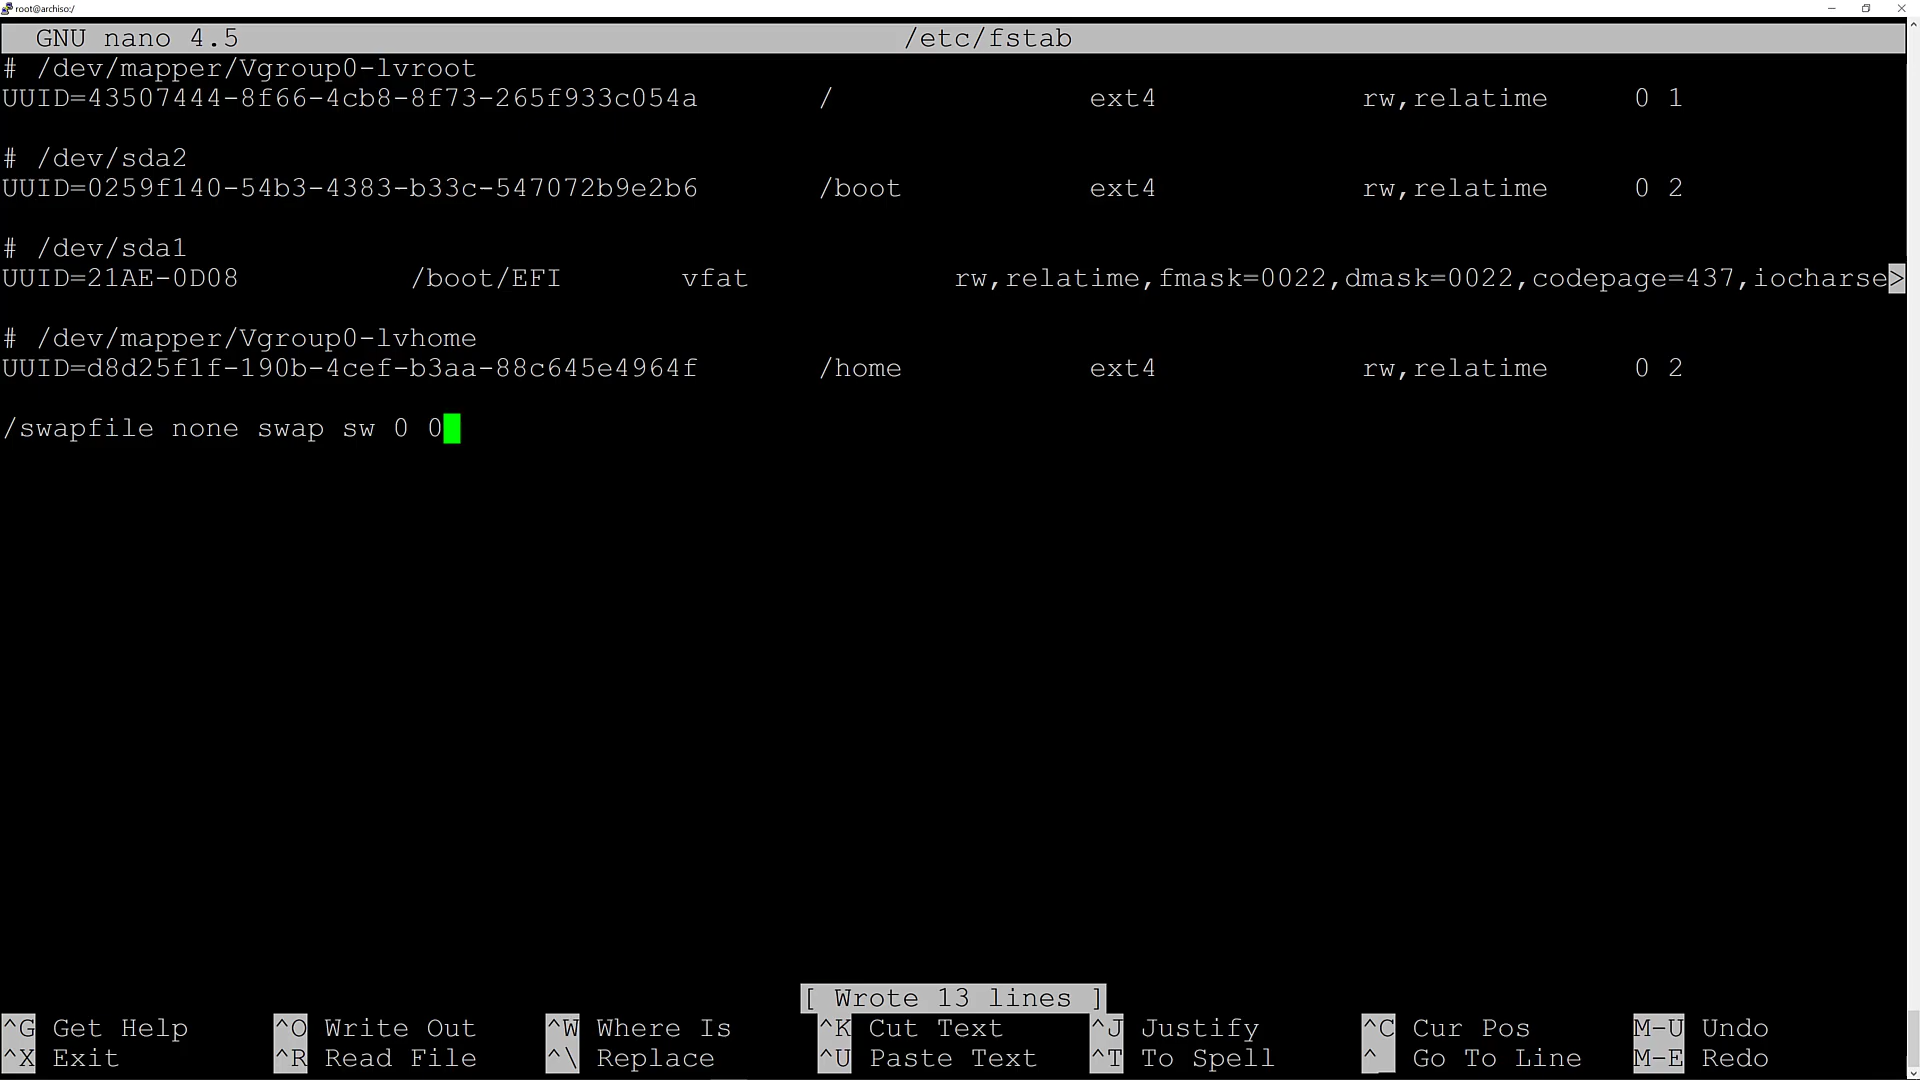 root@archiso:/
GNU nano 4.5 /etc/fstab
# /dev/mapper/Vgroup0-lvroot
UUID=43507444-8f66-4cb8-8f73-265f933c054a / ext4 rw,relatime 0 1
# /dev/sda2
UUID=0259f140-54b3-4383-b33c-547072b9e2b6 /boot ext4 rw,relatime 0 2
# /dev/sda1
UUID=21AE-0D08 /boot/EFI vfat rw,relatime,fmask=0022,dmask=0022,codepage=437,iocharse>
# /dev/mapper/Vgroup0-lvhome
UUID=d8d25f1f-190b-4cef-b3aa-88c645e4964f /home ext4 rw,relatime 0 2
/swapfile none swap sw 0 0
[ Wrote 13 lines ]
^G Get Help ^O Write Out ^W Where Is ^K Cut Text ^J Justify ^C Cur Pos M-U Undo
^X Exit ^R Read File ^\ Replace ^U Paste Text ^T To Spell ^_ Go To Line M-E Redo